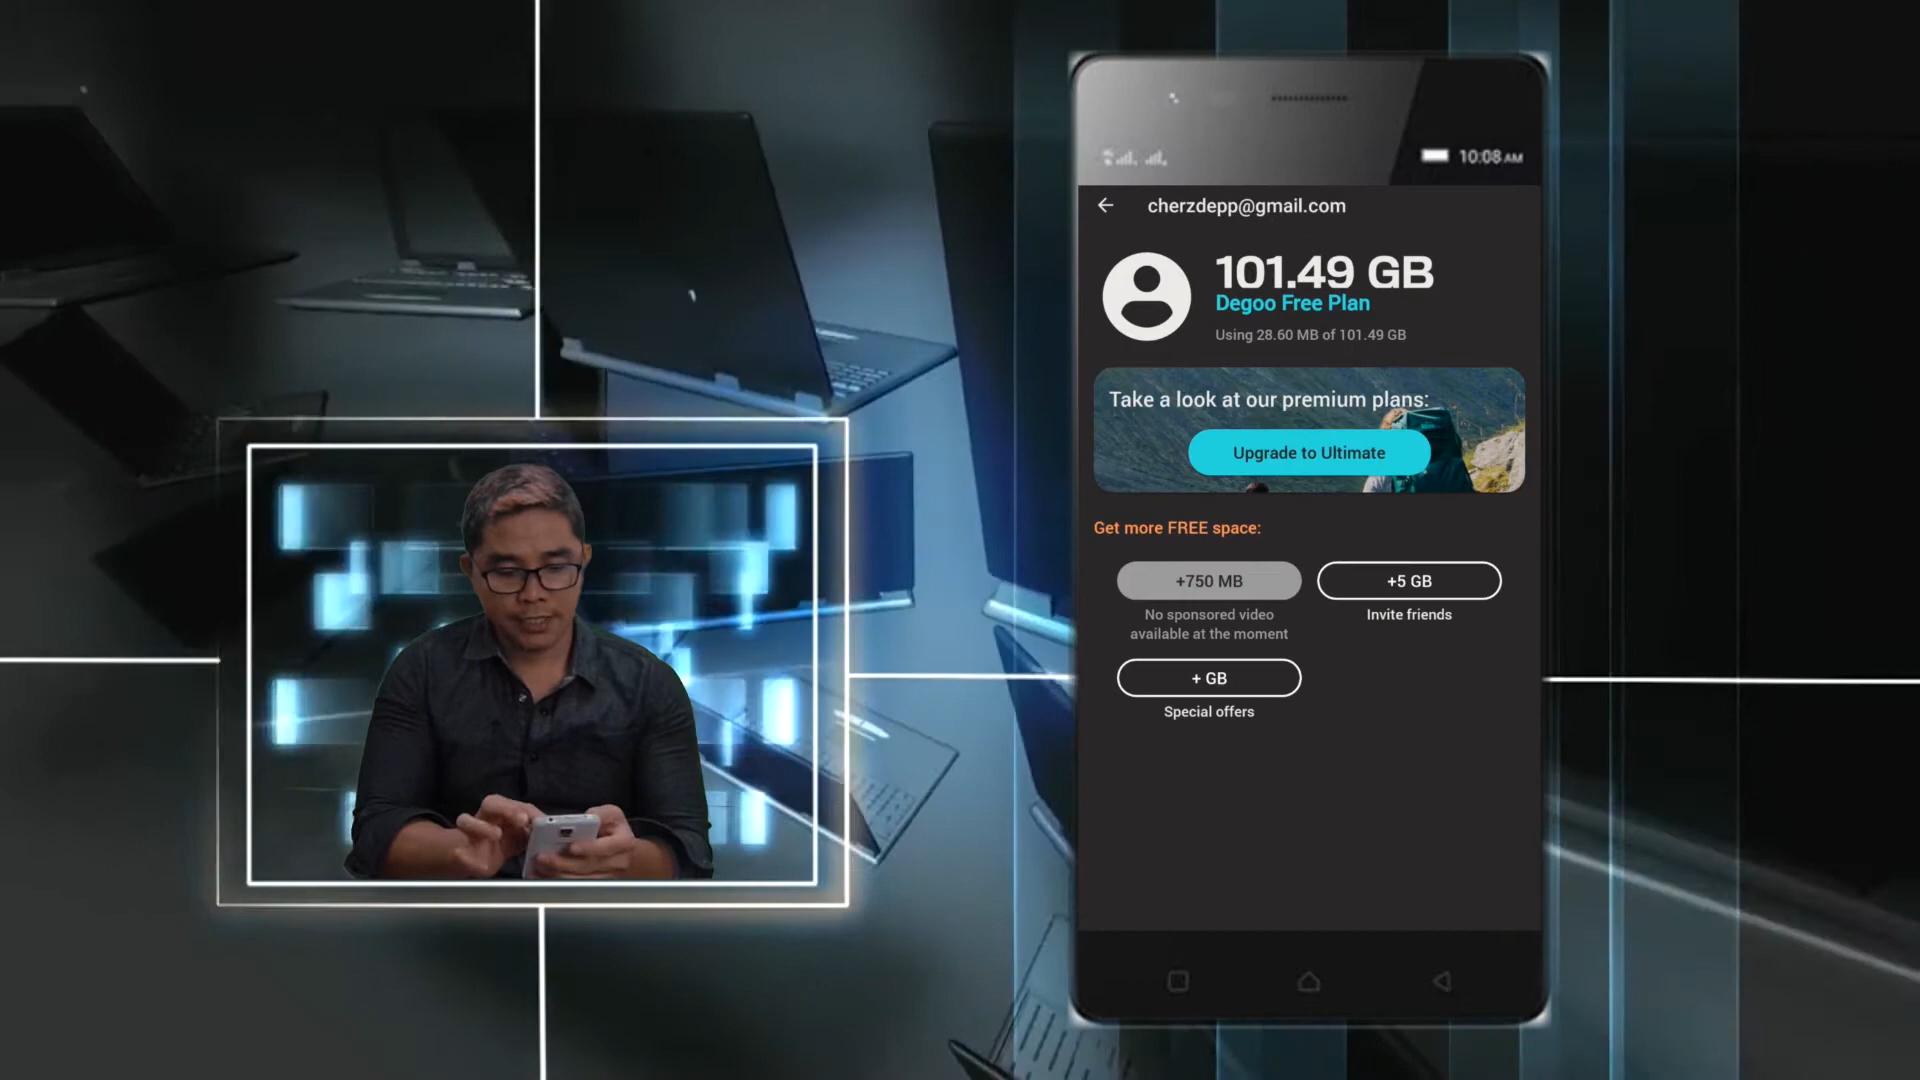 10:08 AM
cherzdepp@gmail.com
101.49 GB
Degoo Free Plan
Using 28.60 MB of 101.49 GB
Take a look at our premium plans:
Upgrade to Ultimate
Get more FREE space:
+750 MB
+5 GB
No sponsored video
available at the moment
Invite friends
+ GB
Special offers